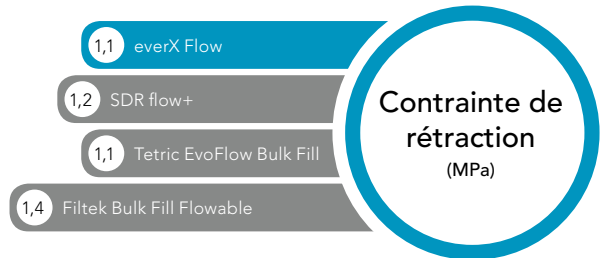 1,1 everX Flow
1,2 SDR flow+
1,1 Tetric EvoFlow Bulk Fill
1,4 Filtek Bulk Fill Flowable
Contrainte de
rétraction
(MPa)